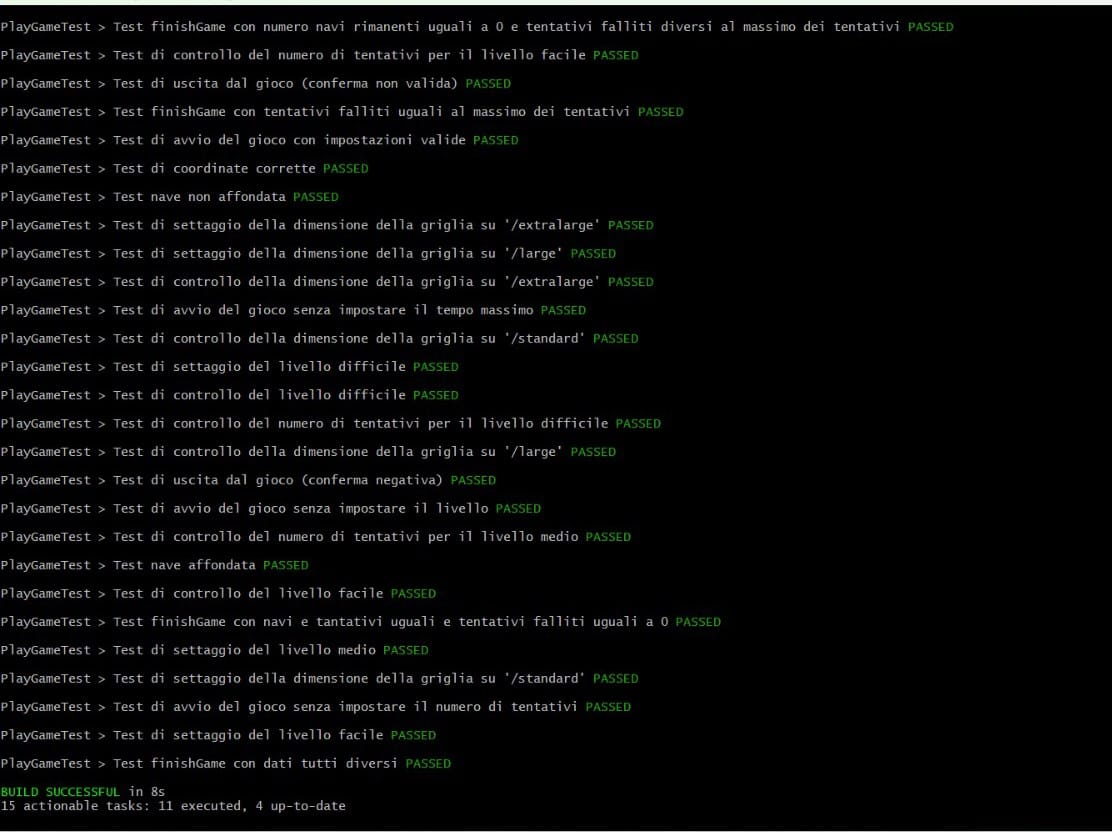 PlayGameTest > Test finishGame con numero navi rimanenti uguali a 0 e tentativi falliti diversi al massimo dei tentativi PASSED
PlayGameTest > Test di controllo del numero di tentativi per il livello facile PASSED
PlayGameTest > Test di uscita dal gioco (conferma non valida) PASSED
PlayGameTest > Test finishGame con tentativi falliti uguali al massimo dei tentativi PASSED
PlayGameTest > Test di avvio del gioco con impostazioni valide PASSED
PlayGameTest > Test di coordinate corrette PASSED
PlayGameTest > Test nave non affondata PASSED
PlayGameTest > Test di settaggio della dimensione della griglia su '/extralarge' PASSED
PlayGameTest > Test di settaggio della dimensione della griglia su '/large' PASSED
PlayGameTest > Test di controllo della dimensione della griglia su '/extralarge' PASSED
PlayGameTest > Test di avvio del gioco senza impostare il tempo massimo PASSED
PlayGameTest > Test di controllo della dimensione della griglia su '/standard' PASSED
PlayGameTest > Test di settaggio del livello difficile PASSED
PlayGameTest > Test di controllo del livello difficile PASSED
PlayGameTest > Test di controllo del numero di tentativi per il livello difficile PASSED
PlayGameTest > Test di controllo della dimensione della griglia su '/large' PASSED
PlayGameTest > Test di uscita dal gioco (conferma negativa) PASSED
PlayGameTest > Test di avvio del gioco senza impostare il livello PASSED
PlayGameTest > Test di controllo del numero di tentativi per il livello medio PASSED
PlayGameTest > Test nave affondata PASSED
PlayGameTest > Test di controllo del livello facile PASSED
PlayGameTest > Test finishGame con navi e tantativi uguali e tentativi falliti uguali a 0 PASSED
PlayGameTest > Test di settaggio del livello medio PASSED
PlayGameTest > Test di settaggio della dimensione della griglia su '/standard' PASSED
PlayGameTest > Test di avvio del gioco senza impostare il numero di tentativi PASSED
PlayGameTest > Test di settaggio del livello facile PASSED
PlayGameTest > Test finishGame con dati tutti diversi PASSED
BUILD SUCCESSFUL in 8s
15 actionable tasks: 11 executed, 4 up-to-date